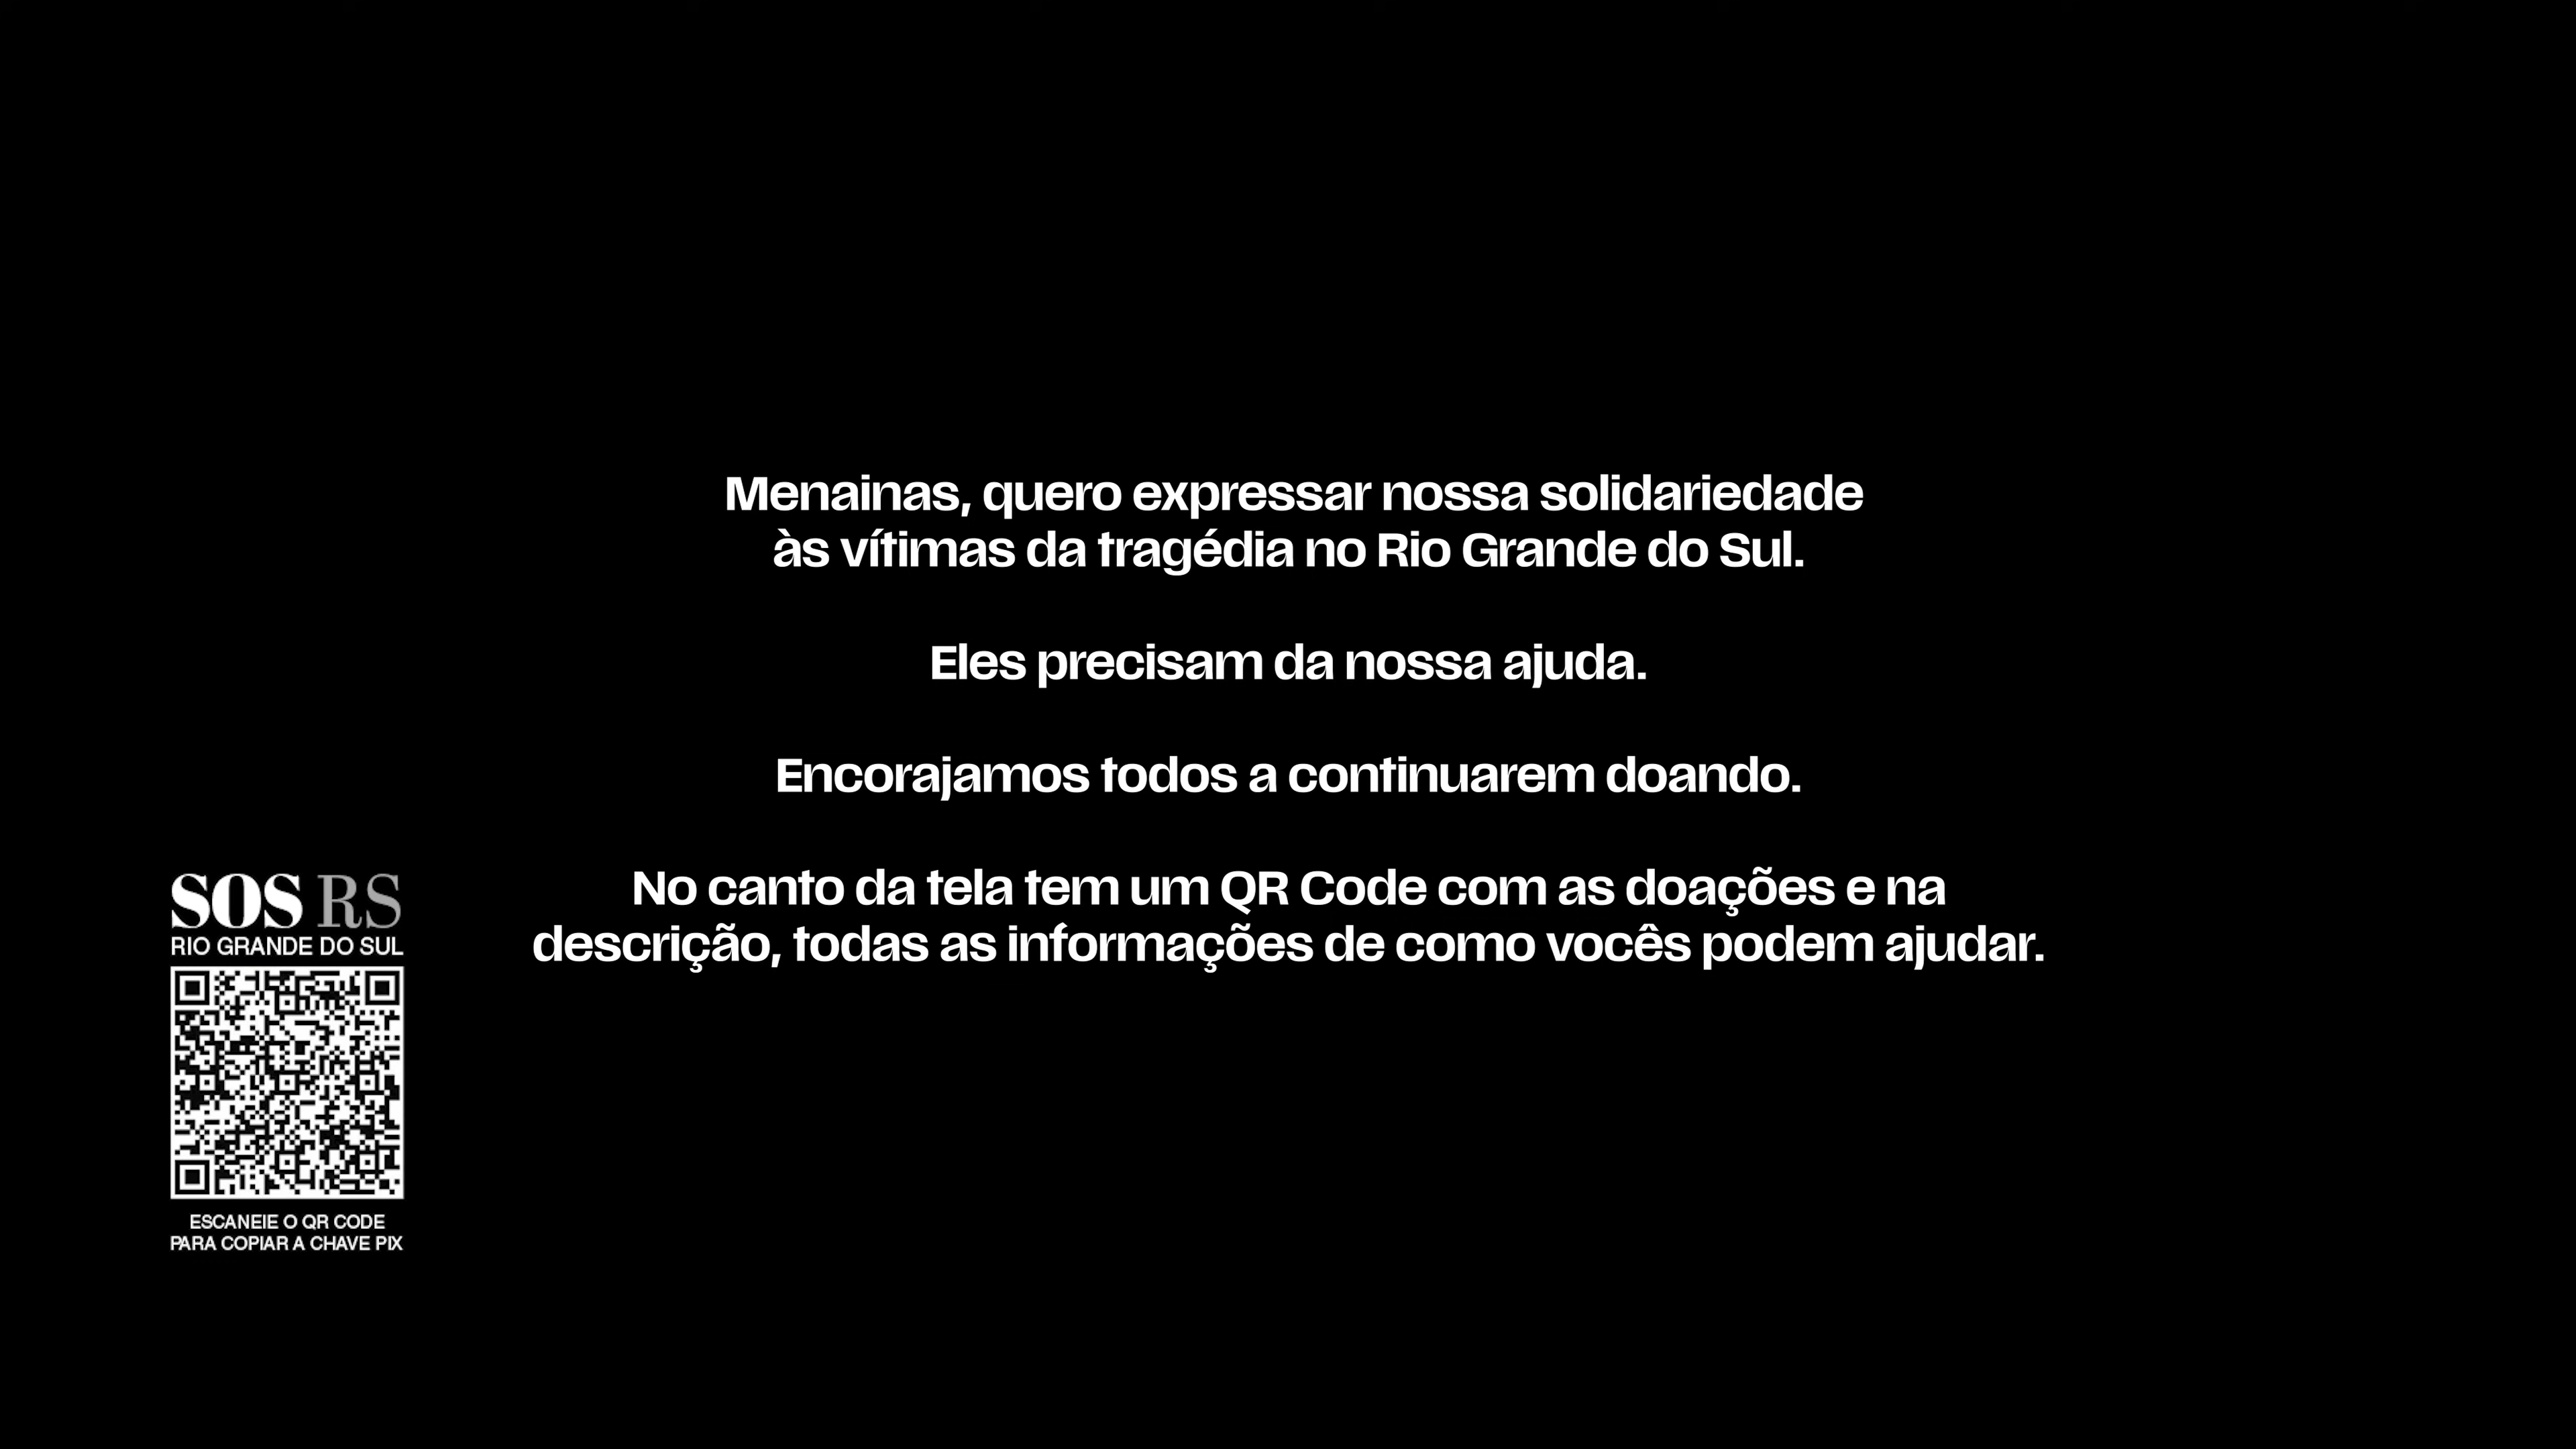 Menainas, quero expressar nossa solidariedade
às vítimas da tragédia no Rio Grande do Sul.
Eles precisam da nossa ajuda.
Encorajamos todos a continuarem doando.
No canto da tela tem um QR Code com as doações e na
descrição, todas as informações de como vocês podem ajudar.
SOS RS
RIO GRANDE DO SUL
ESCANEIE O QR CODE
PARA COPIAR A CHAVE PIX